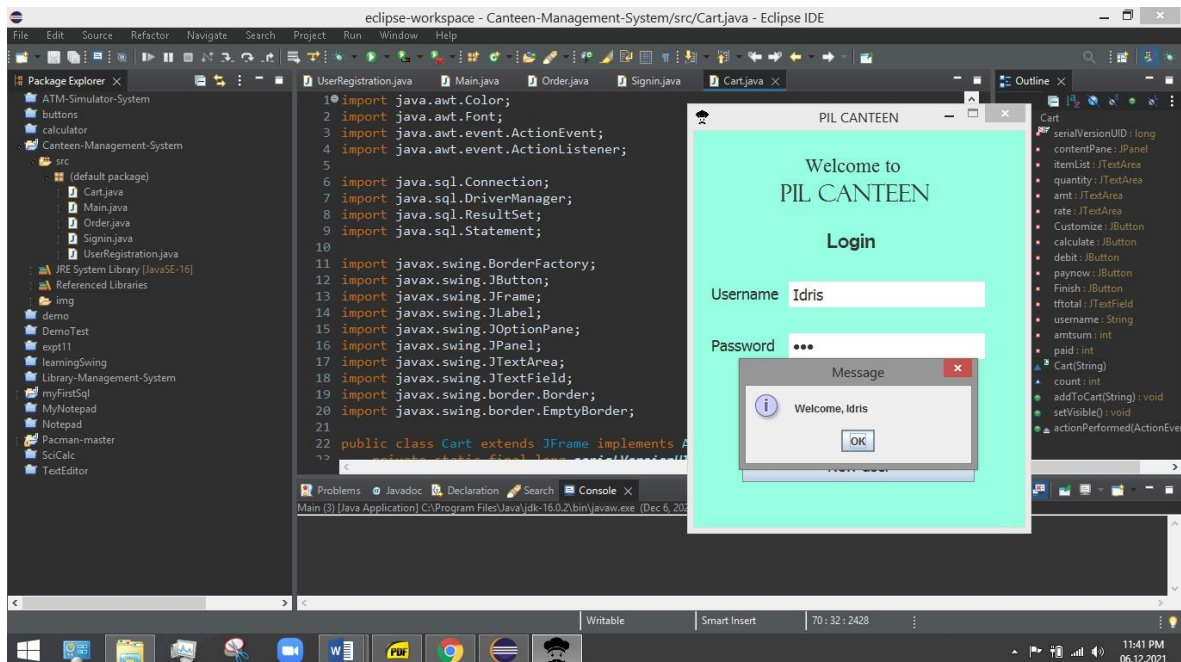 eclipse-workspace - Canteen-Management-System/src/Cart.java - Eclipse IDE
File Edit Source Refactor Navigate Search Project Run Window Help
Package Explorer
ATM-Simulator-System
buttons
calculator
Canteen-Management-System
src
(default package)
Cart.java
Main.java
Order.java
Signin.java
UserRegistration.java
JRE System Library [JavaSE-16]
Referenced Libraries
img
demo
DemoTest
expt11
learningSwing
Library-Management-System
myFirstSql
MyNotepad
Notepad
Pacman-master
SciCalc
TextEditor
UserRegistration.java Main.java Order.java Signin.java Cart.java
1 import java.awt.Color;
2 import java.awt.Font;
3 import java.awt.event.ActionEvent;
4 import java.awt.event.ActionListener;
5
6 import java.sql.Connection;
7 import java.sql.DriverManager;
8 import java.sql.ResultSet;
9 import java.sql.Statement;
10
11 import javax.swing.BorderFactory;
12 import javax.swing.JButton;
13 import javax.swing.JFrame;
14 import javax.swing.JLabel;
15 import javax.swing.JOptionPane;
16 import javax.swing.JPanel;
17 import javax.swing.JTextArea;
18 import javax.swing.JTextField;
19 import javax.swing.border.Border;
20 import javax.swing.border.EmptyBorder;
21
22 public class Cart extends JFrame implements A
23 private static final long serialVersionU
PIL CANTEEN
Welcome to
PIL CANTEEN
Login
Username Idris
Password •••
Message
Welcome, Idris
OK
Outline
Cart
serialVersionUID : long
contentPane : JPanel
itemList : JTextArea
quantity : JTextArea
amt : JTextArea
rate : JTextArea
Customize : JButton
calculate : JButton
debit : JButton
paynow : JButton
Finish : JButton
tftotal : JTextField
username : String
amtsum : int
paid : int
Cart(String)
count : int
addToCart(String) : void
setVisible() : void
actionPerformed(ActionEve
Problems Javadoc Declaration Search Console
Main (3) [Java Application] C:\Program Files\Java\jdk-16.0.2\bin\javaw.exe (Dec 6, 202
Writable Smart Insert 70 : 32 : 2428
PDF
11:41 PM
06.12.2021